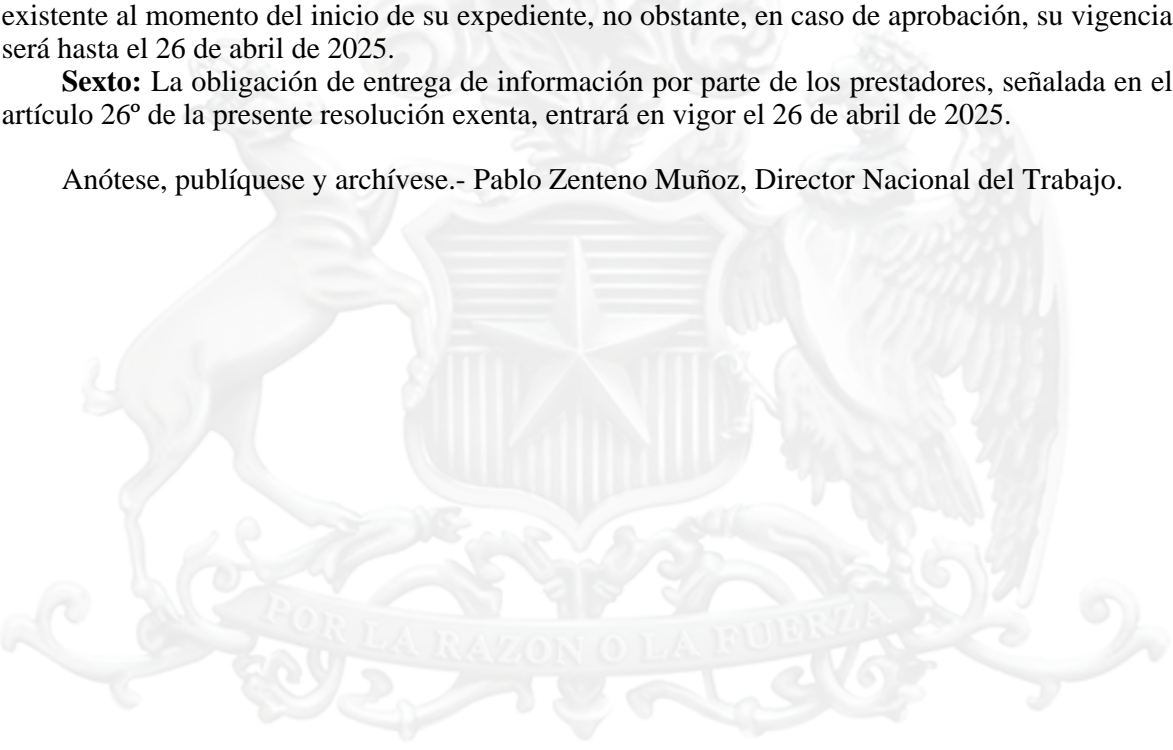 existente al momento del inicio de su expediente, no obstante, en caso de aprobación, su vigencia
será hasta el 26 de abril de 2025.
Sexto: La obligación de entrega de información por parte de los prestadores, señalada en el
artículo 26º de la presente resolución exenta, entrará en vigor el 26 de abril de 2025.
Anótese, publíquese y archívese.- Pablo Zenteno Muñoz, Director Nacional del Trabajo.
POR LA RAZON O LA FUERZA